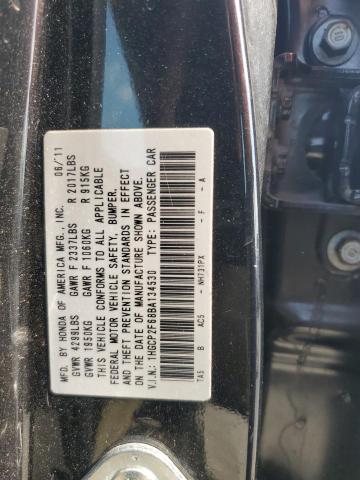 MFD. BY HONDA OF AMERICA MFG., INC. 06/11
GVWR 4299LBS GAWR F 2337LBS R 2017LBS
GVWR 1950KG GAWR F 1060KG R 915KG
THIS VEHICLE CONFORMS TO ALL APPLICABLE
FEDERAL MOTOR VEHICLE SAFETY, BUMPER,
AND THEFT PREVENTION STANDARDS IN EFFECT
ON THE DATE OF MANUFACTURE SHOWN ABOVE.
V.I.N.: 1HGCP2F68BA134530 TYPE: PASSENGER CAR
TA5 B AC5 - NH731PX - F - A